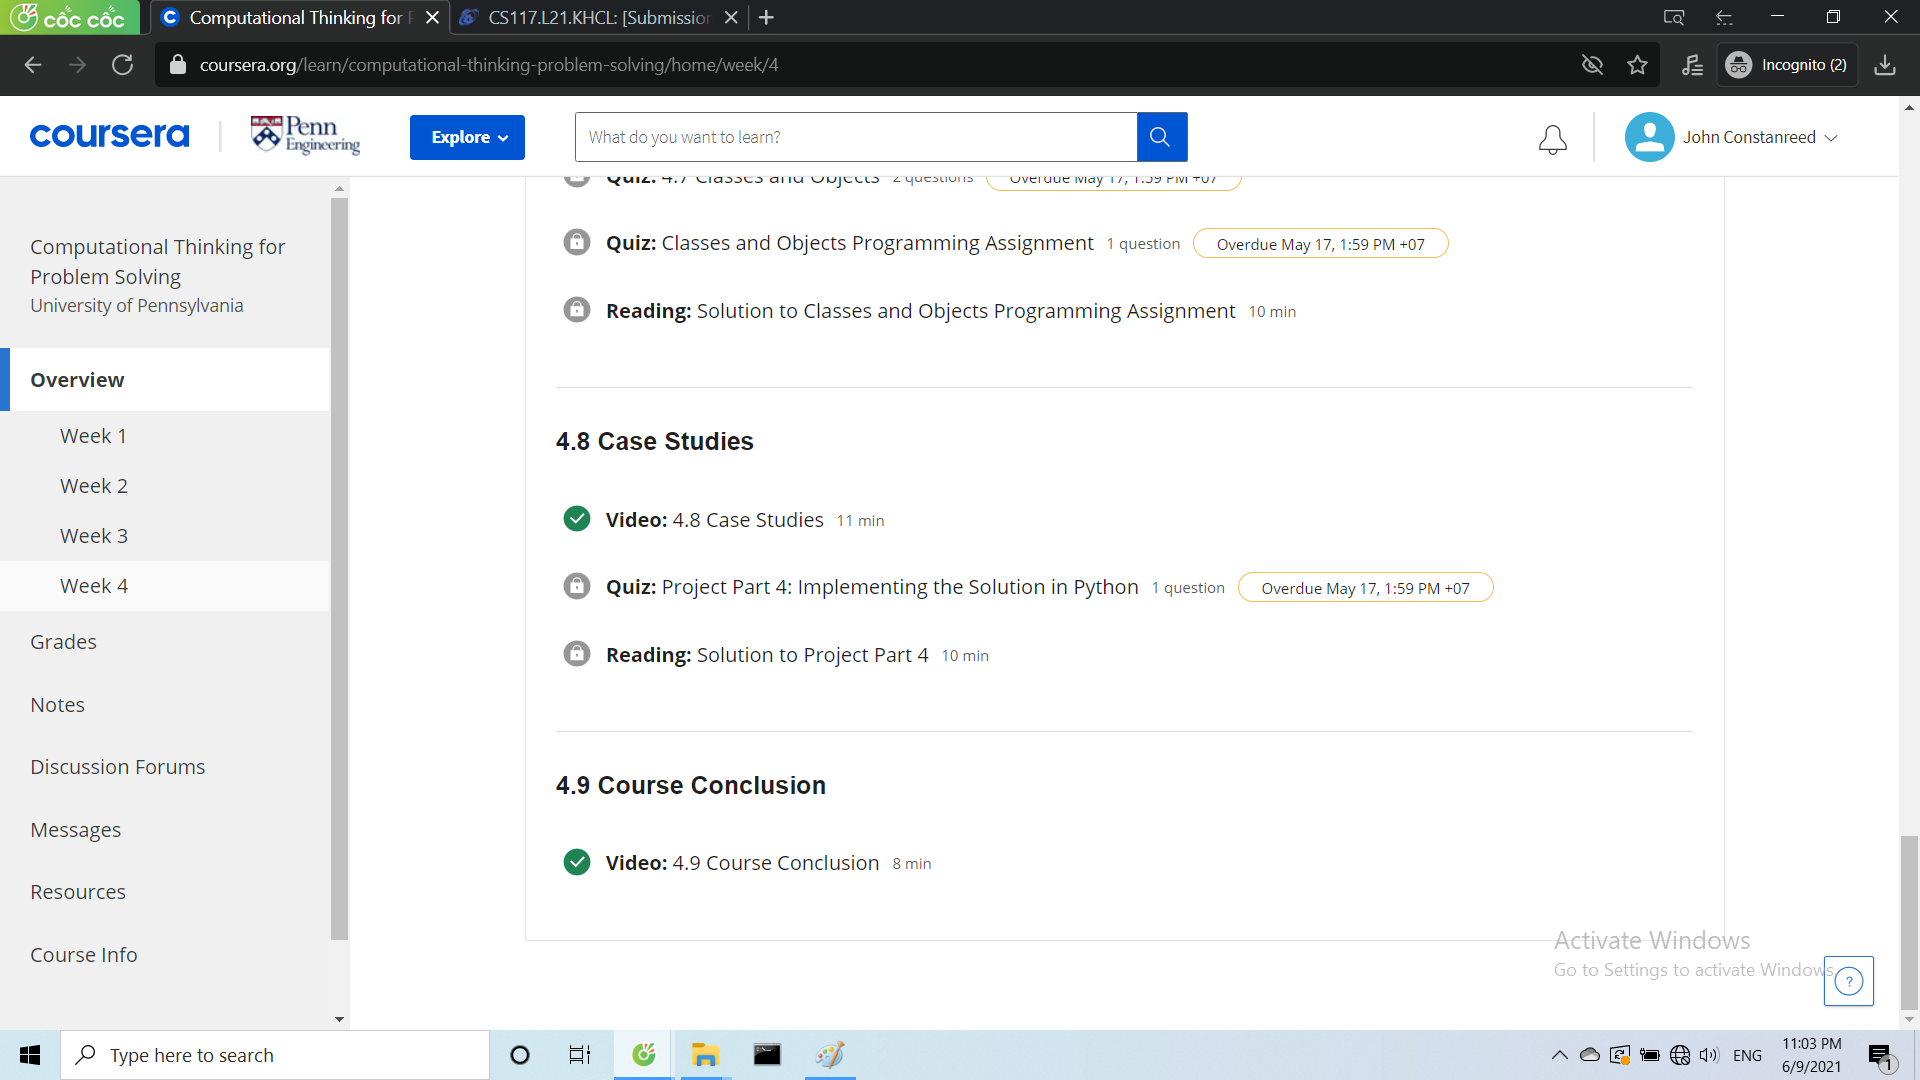 cốc cốc
Computational Thinking for P
CS117.L21.KHCL: [Submission
coursera.org/learn/computational-thinking-problem-solving/home/week/4
Incognito (2)
coursera
Penn
Engineering
Explore
What do you want to learn?
John Constanreed
Quiz: 4.7 Classes and Objects 2 questions Overdue May 17, 1:59 PM +07
Quiz: Classes and Objects Programming Assignment 1 question Overdue May 17, 1:59 PM +07
Reading: Solution to Classes and Objects Programming Assignment 10 min
4.8 Case Studies
Video: 4.8 Case Studies 11 min
Quiz: Project Part 4: Implementing the Solution in Python 1 question Overdue May 17, 1:59 PM +07
Reading: Solution to Project Part 4 10 min
4.9 Course Conclusion
Video: 4.9 Course Conclusion 8 min
Computational Thinking for
Problem Solving
University of Pennsylvania
Overview
Week 1
Week 2
Week 3
Week 4
Grades
Notes
Discussion Forums
Messages
Resources
Course Info
Activate Windows
Go to Settings to activate Windows.
?
Type here to search
ENG
11:03 PM
6/9/2021
1